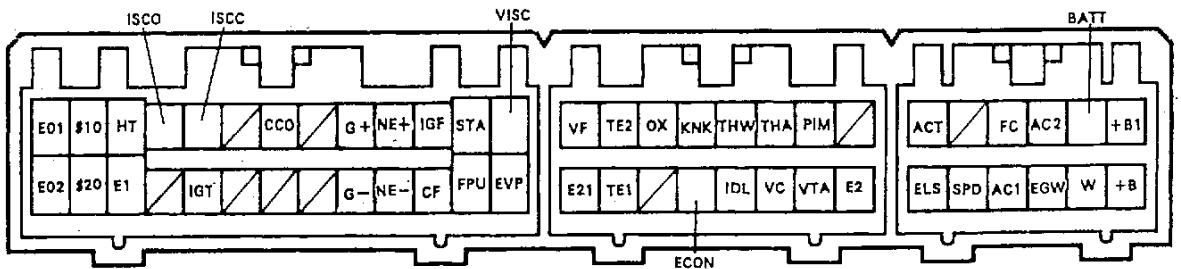 ISCO ISCC VISC BATT
E01 #10 HT CCO G+ NE+ IGF STA VF TE2 OX KNK THW THA PIM ACT FC AC2 +B1
E02 #20 E1 IGT G- NE- CF FPU EVP E21 TE1 IDL VC VTA E2 ELS SPD AC1 EGW W +B
ECON